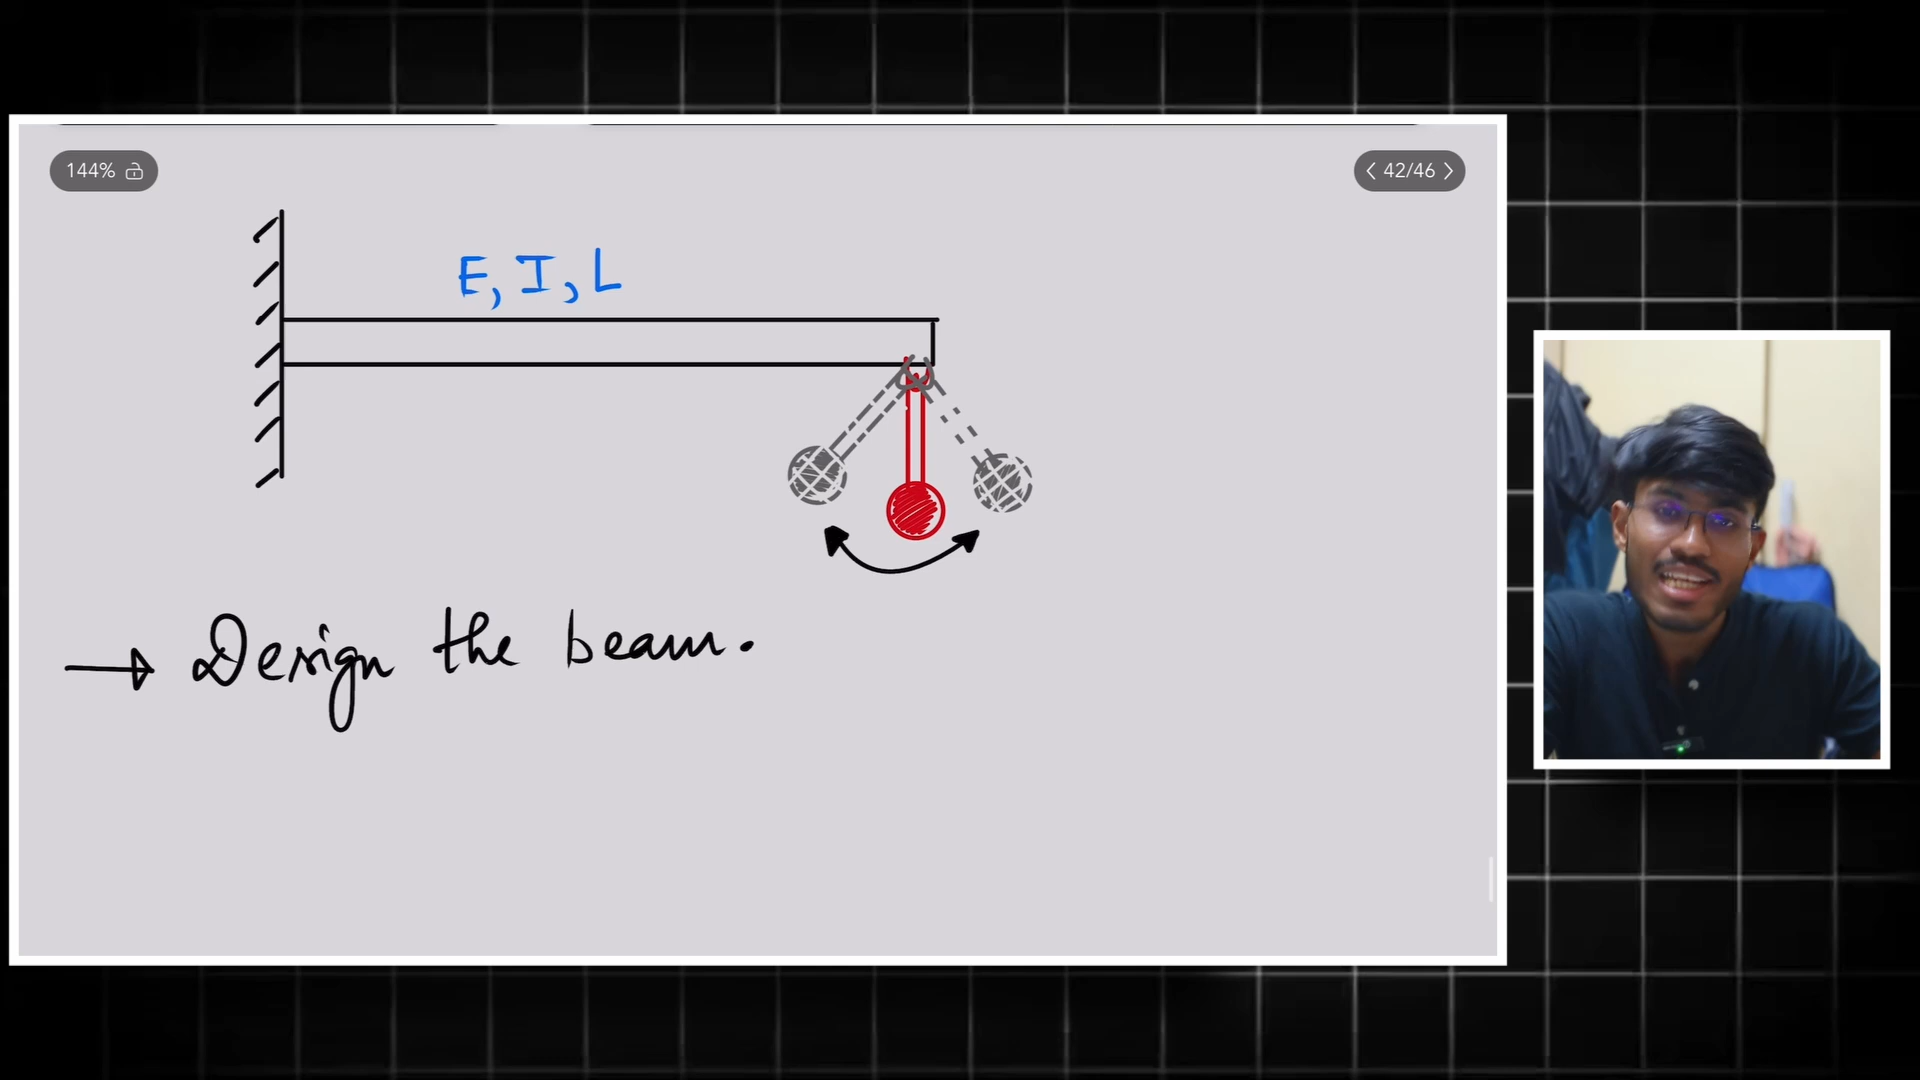 144%
< 42/46 >
E, I, L
→ Design the beam.